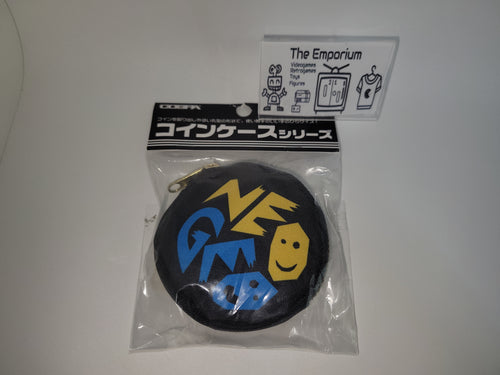 The Emporium
Videogames
Retrogames
Toys
Figures
COSPA
コインケースシリーズ
NEO
GEO